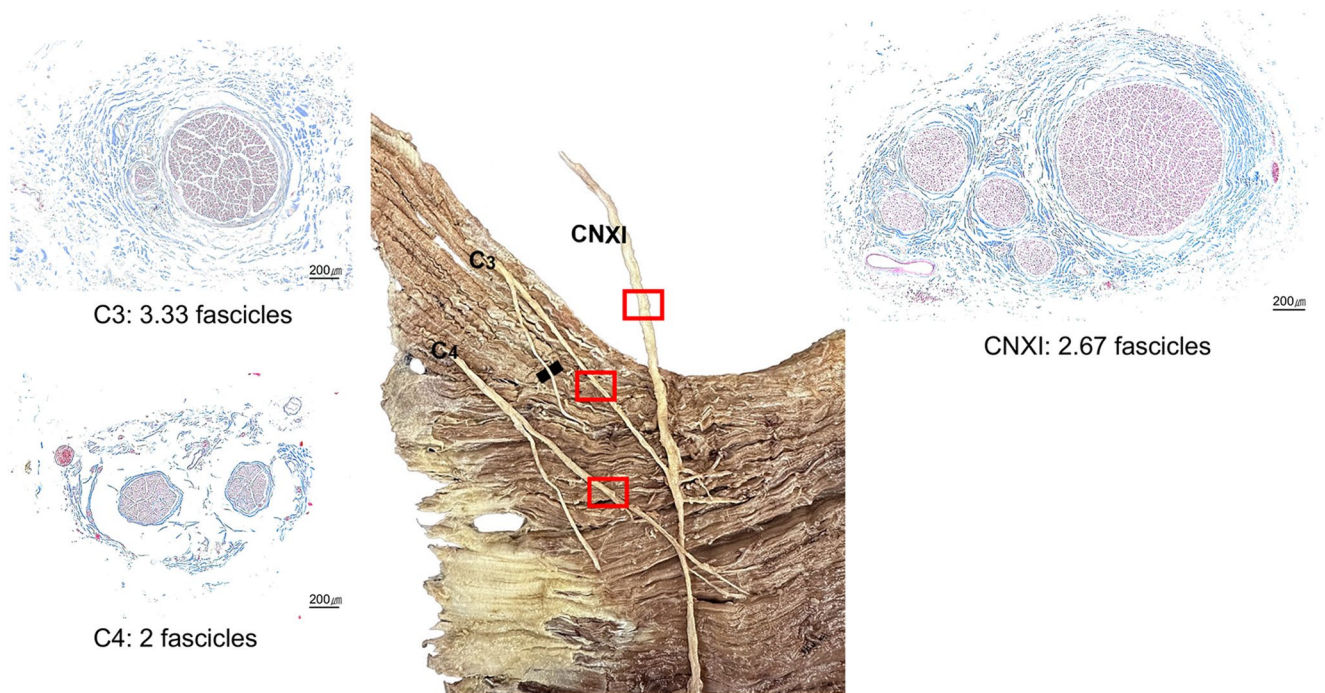 200㎛
C3: 3.33 fascicles
200㎛
C4: 2 fascicles
CNXI
C3
C4
200㎛
CNXI: 2.67 fascicles